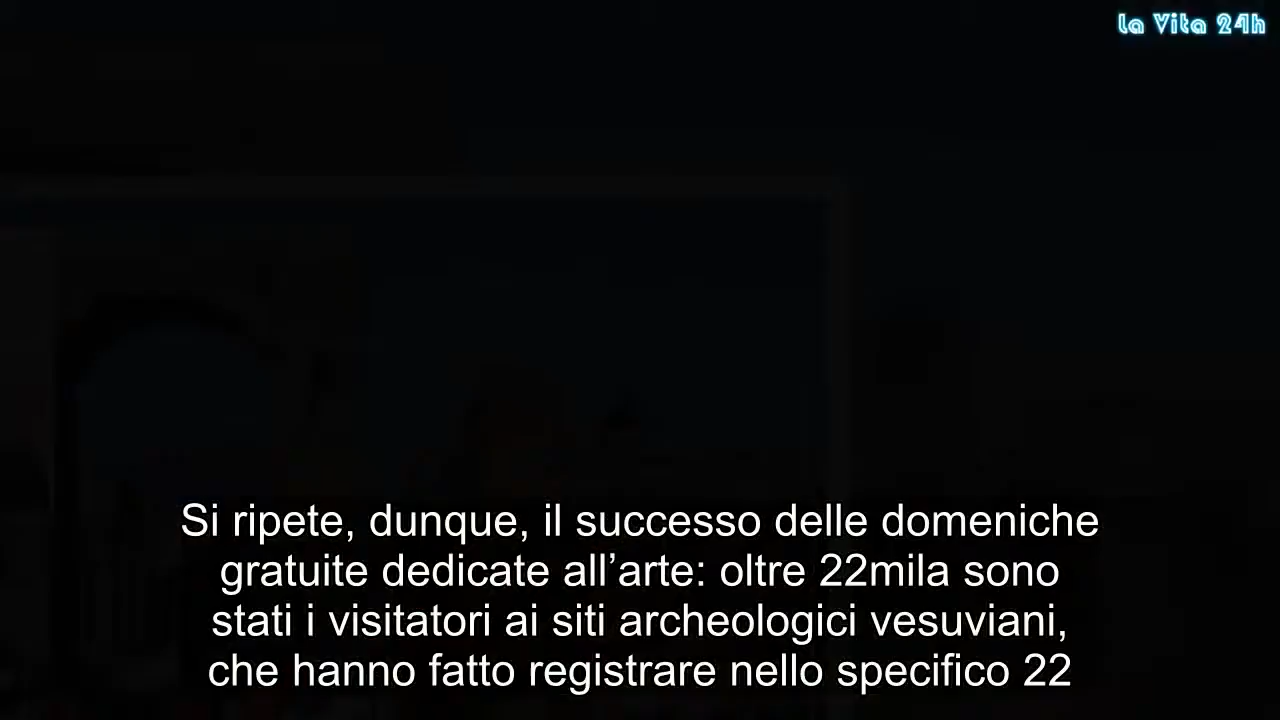 la Vita 24h
Si ripete, dunque, il successo delle domeniche
gratuite dedicate all’arte: oltre 22mila sono
stati i visitatori ai siti archeologici vesuviani,
che hanno fatto registrare nello specifico 22